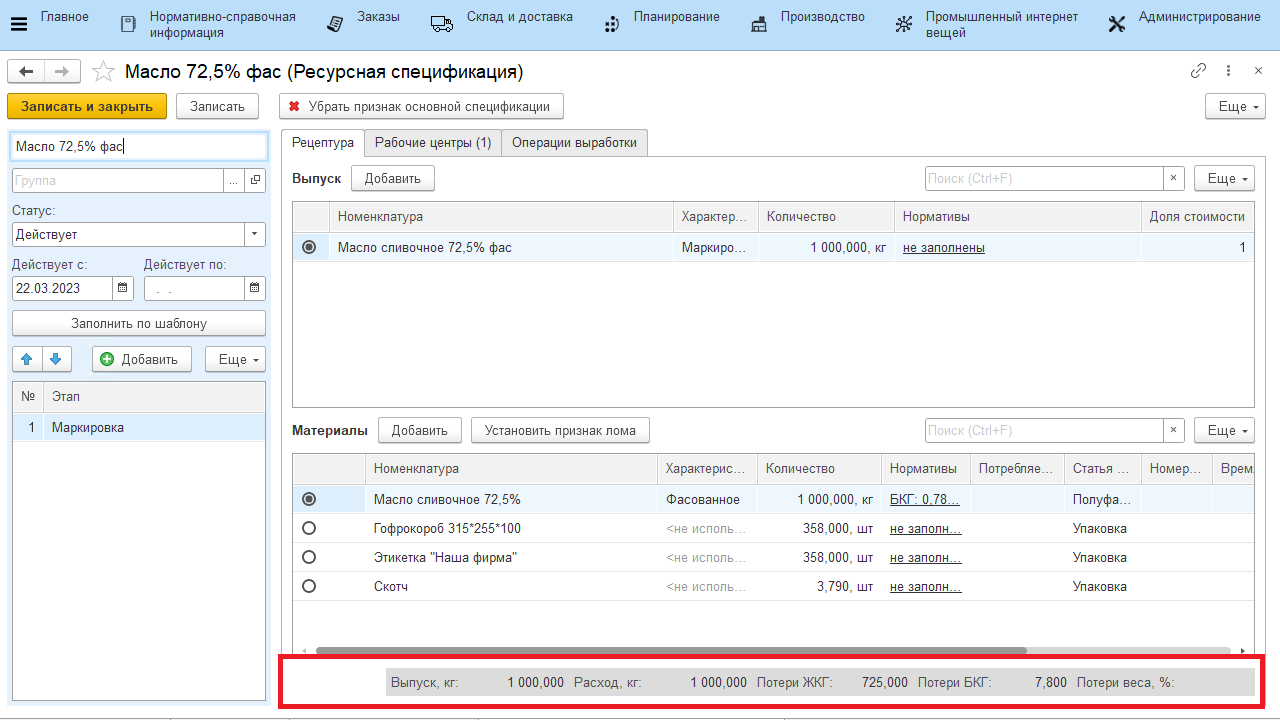 Главное
Нормативно-справочная
информация
Заказы
Склад и доставка
Планирование
Производство
Промышленный интернет
вещей
Администрирование
Масло 72,5% фас (Ресурсная спецификация)
Записать и закрыть
Записать
Убрать признак основной спецификации
Еще
Масло 72,5% фас
Группа
...
Статус:
Действует
Действует с:
Действует по:
22.03.2023
. .
Заполнить по шаблону
Добавить
Еще
№ Этап
1 Маркировка
Рецептура
Рабочие центры (1)
Операции выработки
Выпуск
Добавить
Поиск (Ctrl+F)
×
Еще
Номенклатура Характер... Количество Нормативы Доля стоимости
Масло сливочное 72,5% фас Маркиро... 1 000,000, кг не заполнены 1
Материалы
Добавить
Установить признак лома
Поиск (Ctrl+F)
×
Еще
Номенклатура Характерис... Количество Нормативы Потребляе... Статья ... Номер... Врем
Масло сливочное 72,5% Фасованное 1 000,000, кг БКГ: 0,78... Полуфа...
Гофрокороб 315*255*100 <не исполь... 358,000, шт не заполн... Упаковка
Этикетка "Наша фирма" <не исполь... 358,000, шт не заполн... Упаковка
Скотч <не исполь... 3,790, шт не заполн... Упаковка
Выпуск, кг: 1 000,000 Расход, кг: 1 000,000 Потери ЖКГ: 725,000 Потери БКГ: 7,800 Потери веса, %: